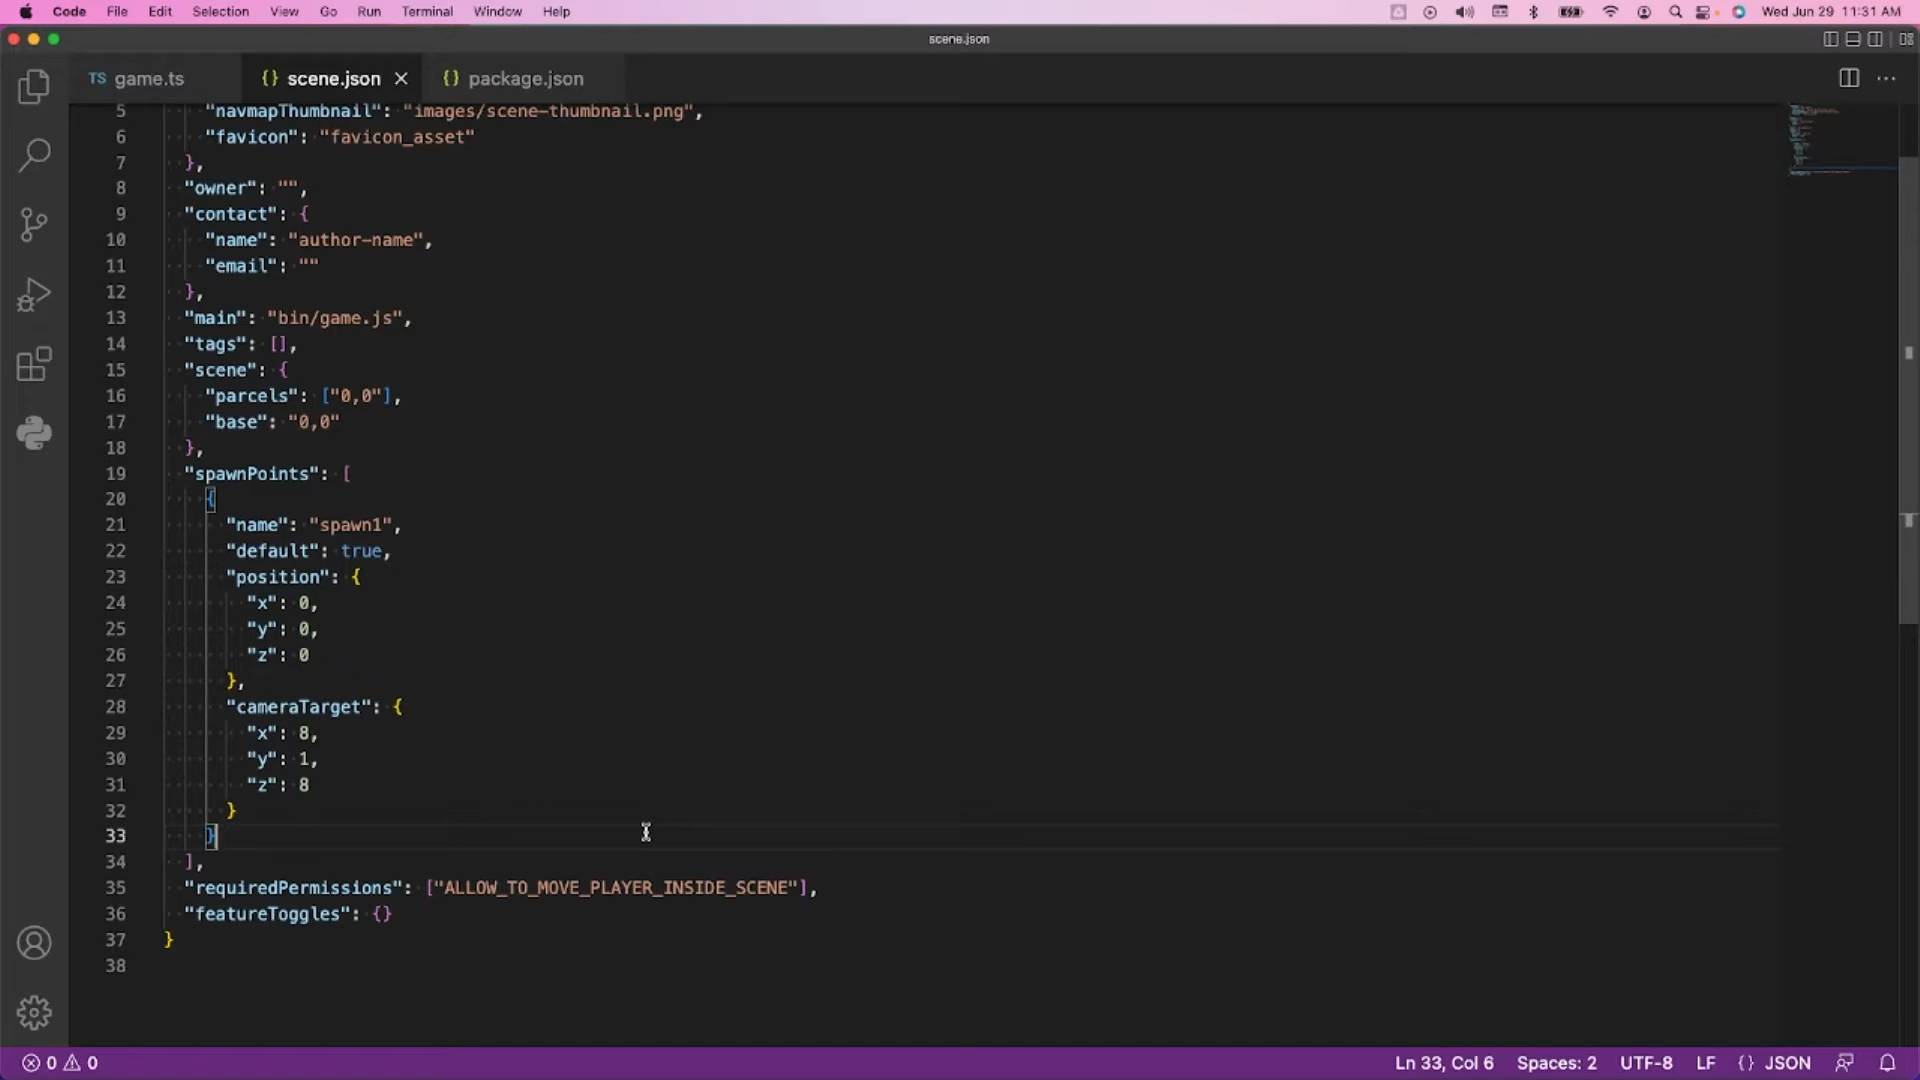 Code File Edit Selection View Go Run Terminal Window Help Wed Jun 29 11:31 AM
scene.json
TS game.ts {} scene.json × {} package.json
5 "navmapThumbnail": "images/scene-thumbnail.png",
6 "favicon": "favicon_asset"
7 },
8 "owner": "",
9 "contact": {
10 "name": "author-name",
11 "email": ""
12 },
13 "main": "bin/game.js",
14 "tags": [],
15 "scene": {
16 "parcels": ["0,0"],
17 "base": "0,0"
18 },
19 "spawnPoints": [
20 {
21 "name": "spawn1",
22 "default": true,
23 "position": {
24 "x": 0,
25 "y": 0,
26 "z": 0
27 },
28 "cameraTarget": {
29 "x": 8,
30 "y": 1,
31 "z": 8
32 }
33 }
34 ],
35 "requiredPermissions": ["ALLOW_TO_MOVE_PLAYER_INSIDE_SCENE"],
36 "featureToggles": {}
37 }
38
0 0 Ln 33, Col 6 Spaces: 2 UTF-8 LF {} JSON